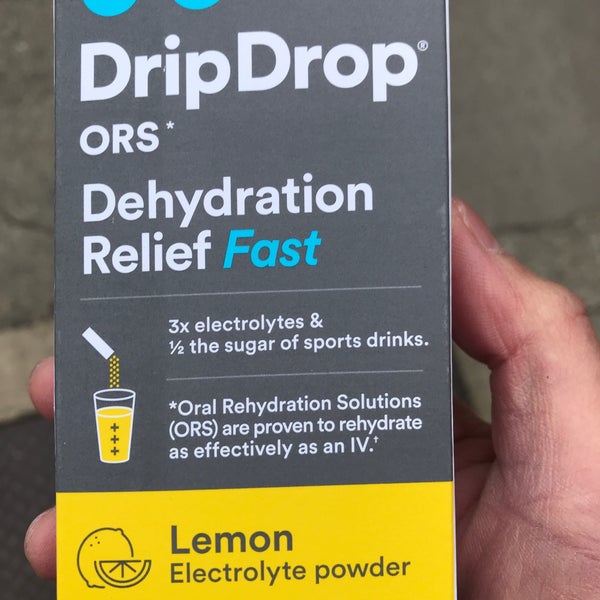 DripDrop®
ORS*
Dehydration
Relief Fast
3x electrolytes &
½ the sugar of sports drinks.
*Oral Rehydration Solutions
(ORS) are proven to rehydrate
as effectively as an IV.†
Lemon
Electrolyte powder